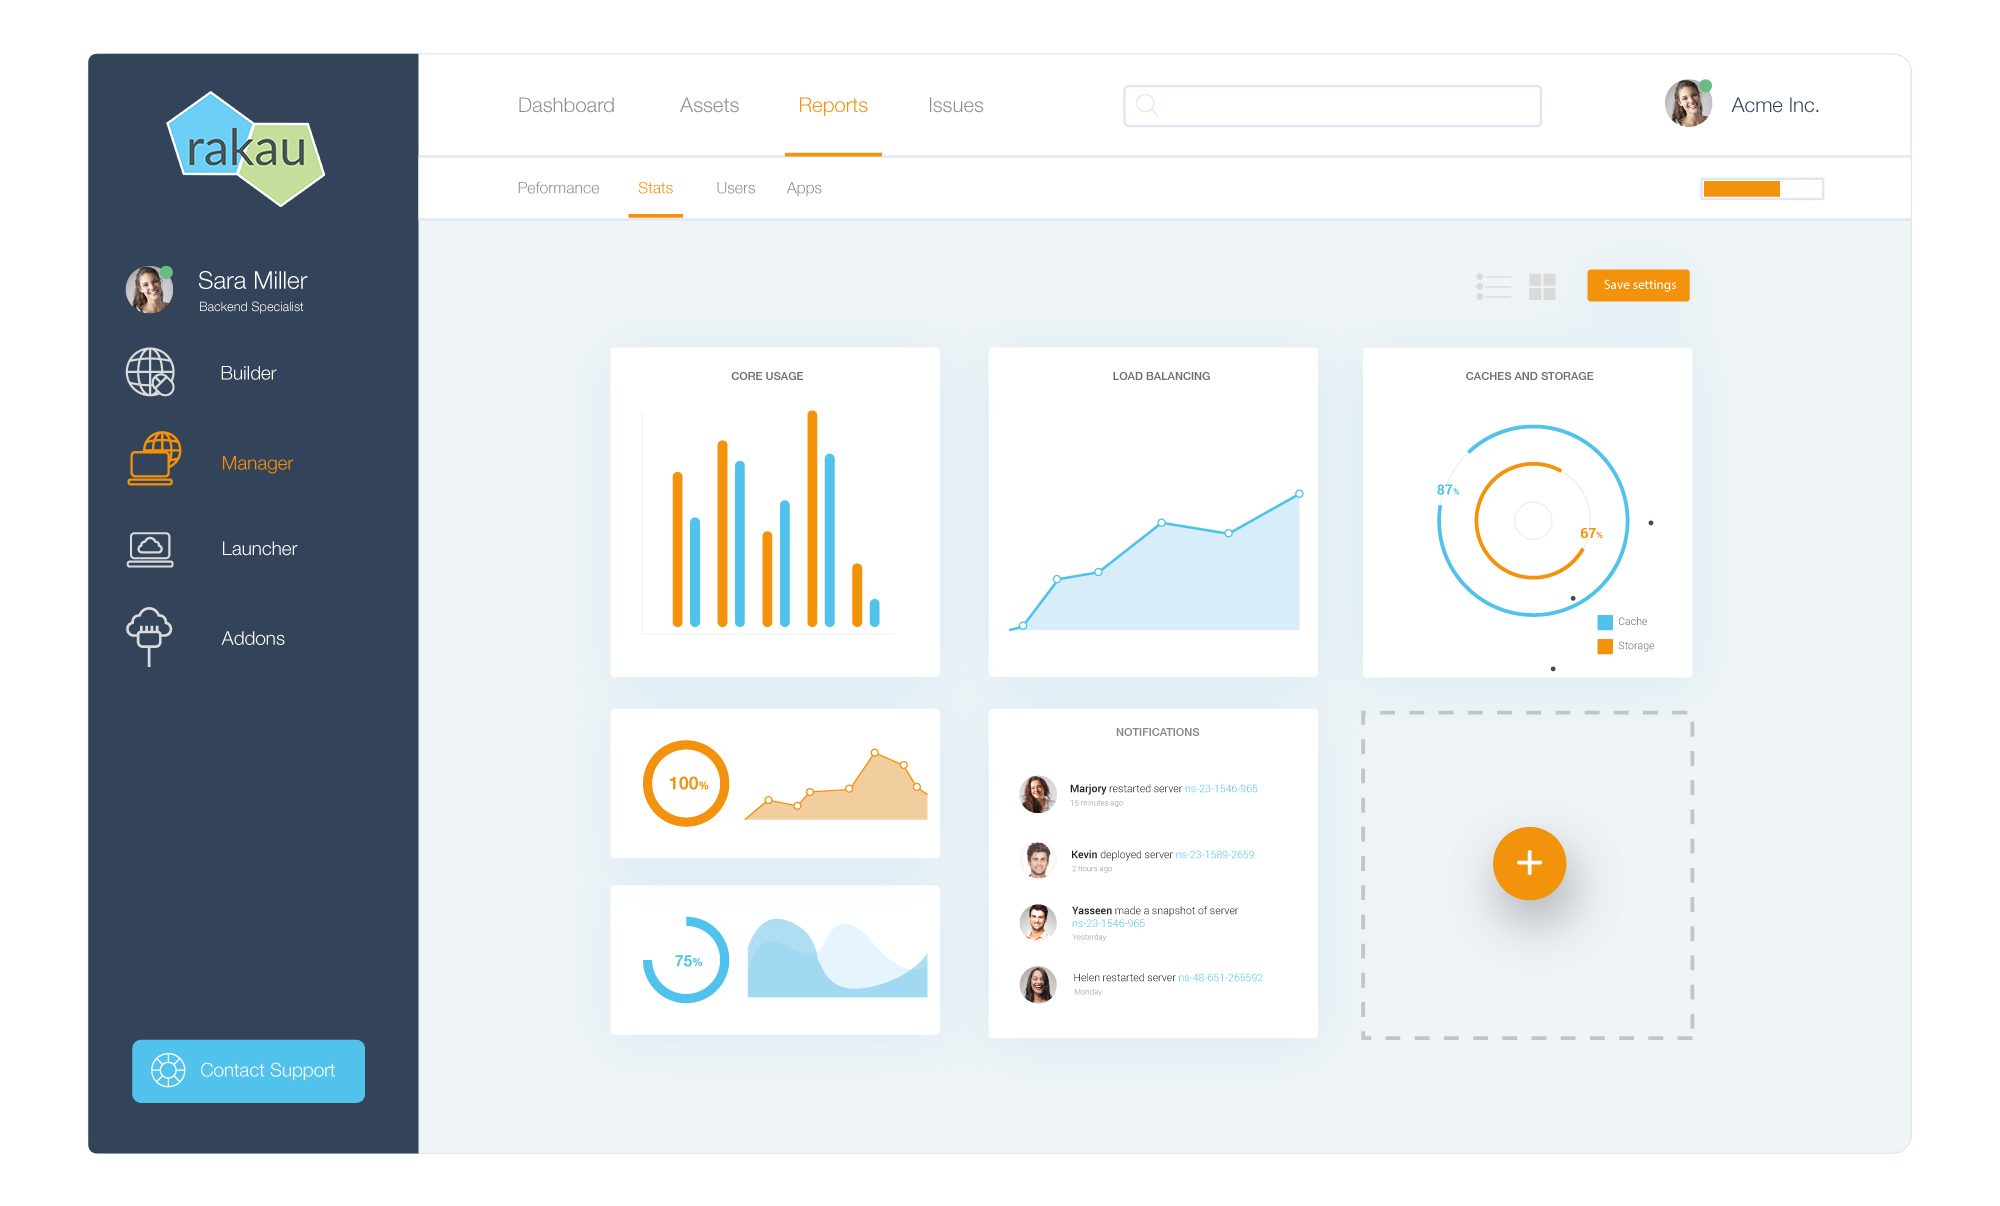 rakau
Dashboard
Assets
Reports
Issues
Acme Inc.
Peformance
Stats
Users
Apps
Sara Miller
Backend Specialist
Builder
Manager
Launcher
Addons
Contact Support
Save settings
CORE USAGE
LOAD BALANCING
CACHES AND STORAGE
87%
67%
Cache
Storage
100%
75%
NOTIFICATIONS
Marjory restarted server ns-23-1546-965
15 minutes ago
Kevin deployed server ns-23-1589-2659
2 hours ago
Yasseen made a snapshot of server
ns-23-1546-965
Yesterday
Helen restarted server ns-48-651-265592
Monday